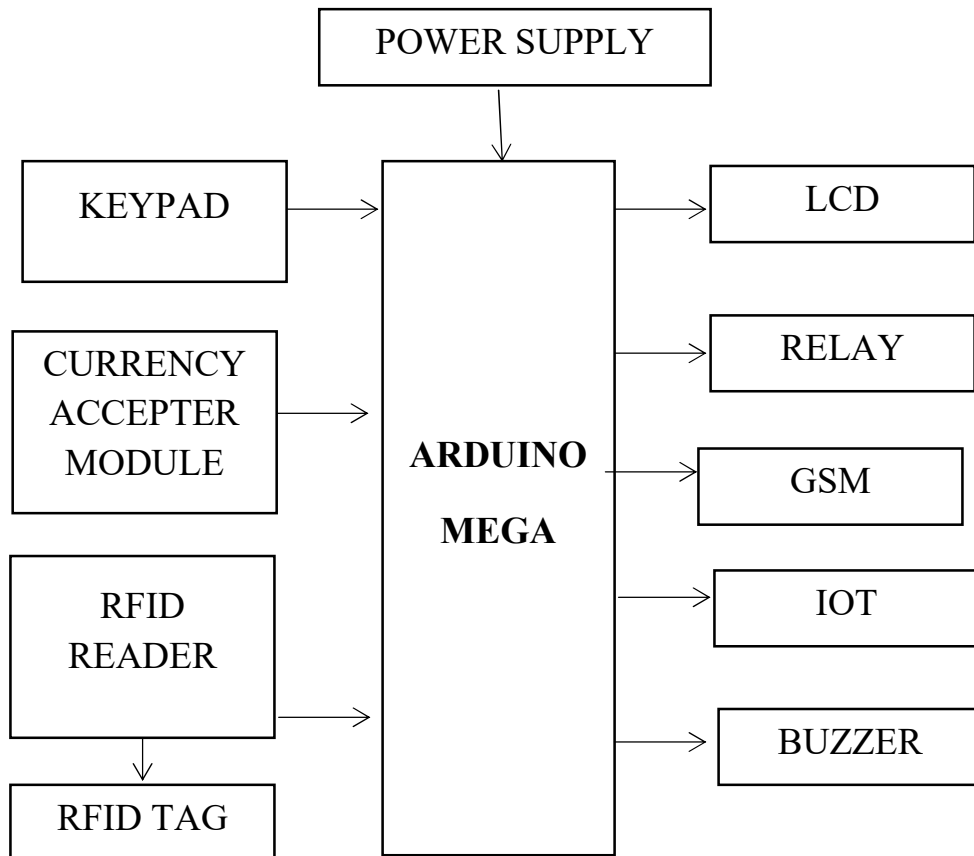 POWER SUPPLY
KEYPAD
CURRENCY
ACCEPTER
MODULE
RFID
READER
RFID TAG
ARDUINO
MEGA
LCD
RELAY
GSM
IOT
BUZZER